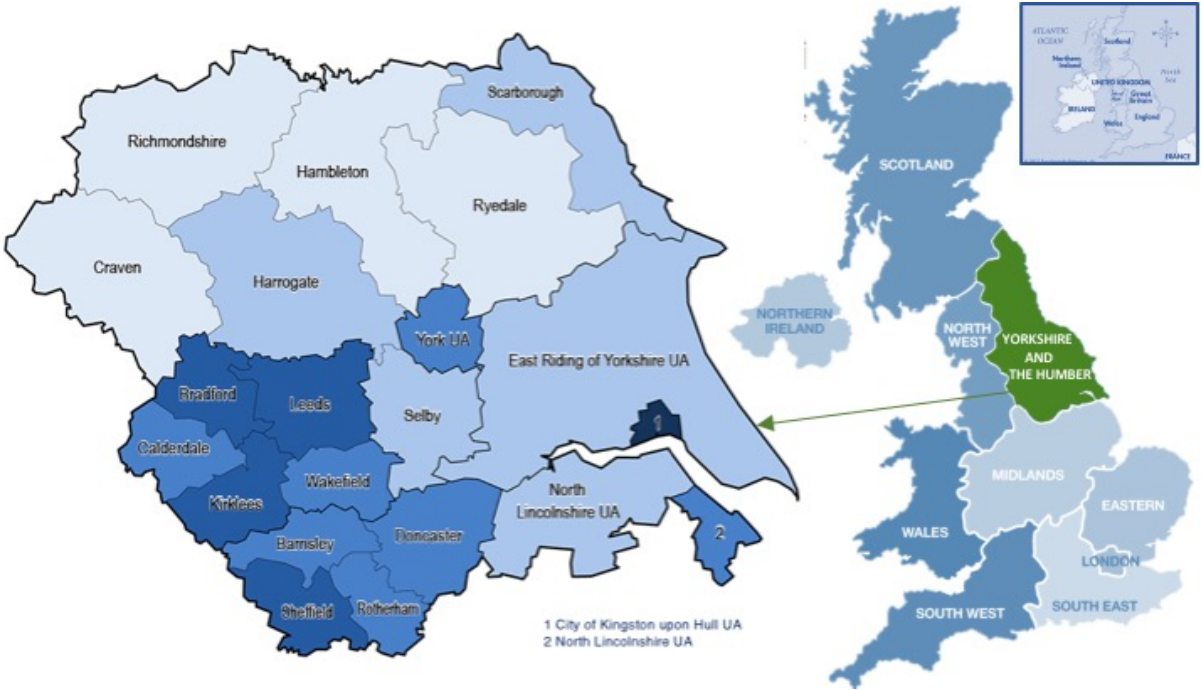 Scarborough
Richmondshire
Hambleton
Ryedale
Craven
Harrogate
York UA
East Riding of Yorkshire UA
Bradford
Leeds
Selby
1
Calderdale
Wakefield
Kirklees
North
Lincolnshire UA
Barnsley
Doncaster
2
Sheffield
Rotherham
1 City of Kingston upon Hull UA
2 North Lincolnshire UA
SCOTLAND
NORTHERN
IRELAND
NORTH
WEST
YORKSHIRE
AND
THE HUMBER
MIDLANDS
EASTERN
WALES
LONDON
SOUTH WEST
SOUTH EAST
ATLANTIC
OCEAN
Scotland
Northern
Ireland
North
Sea
UNITED KINGDOM
Great
Britain
IRELAND
Wales
England
FRANCE